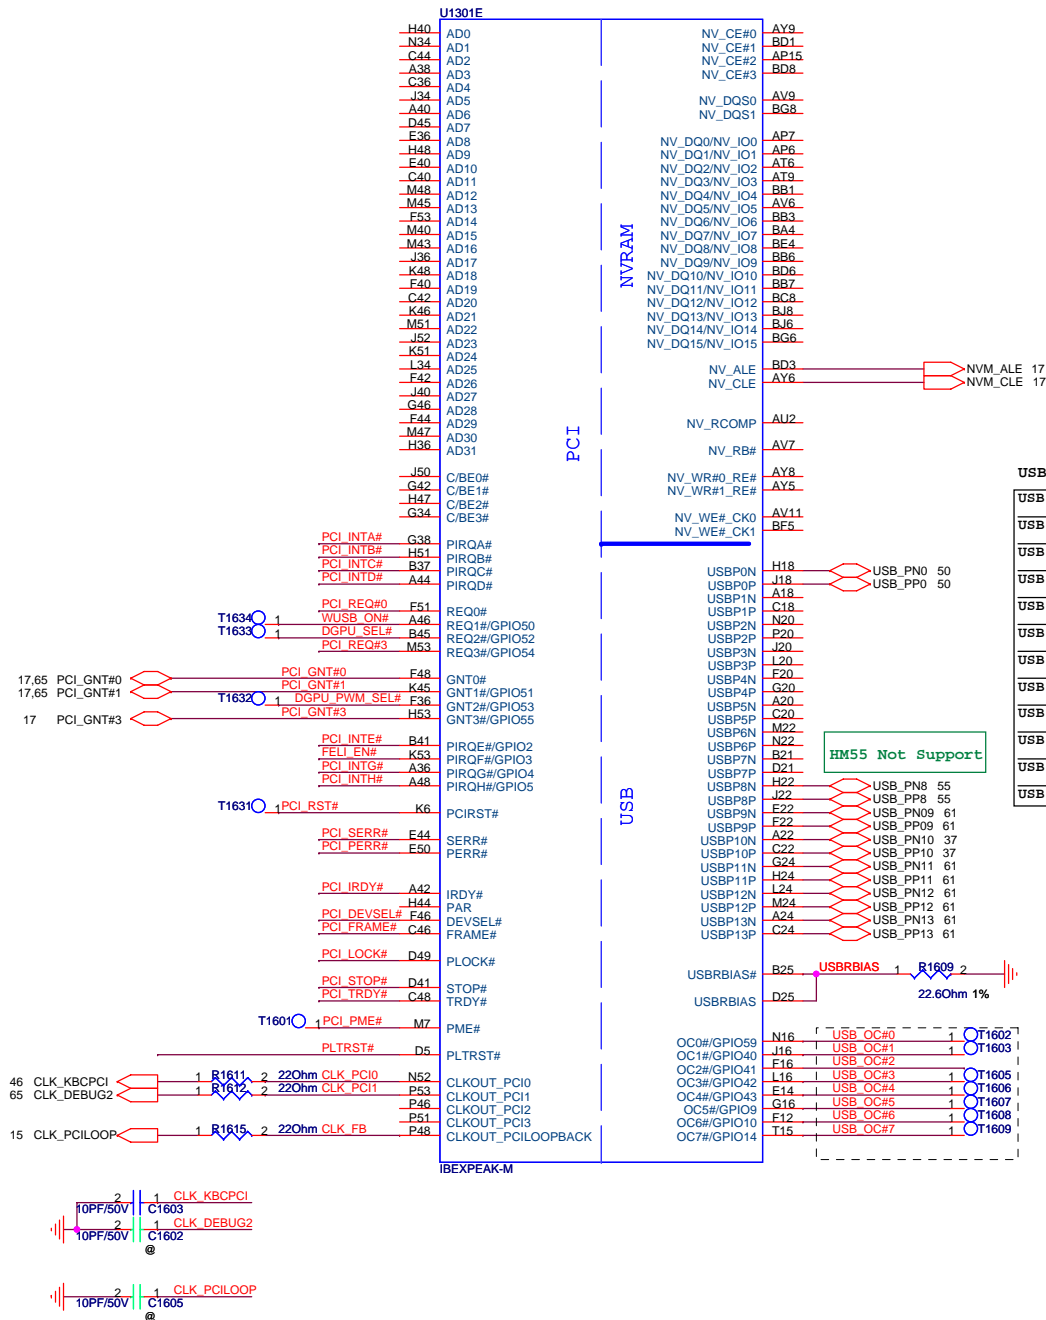 U1301E
H40 AD0 NV_CE#0 AY9
N34 AD1 NV_CE#1 BD1
C44 AD2 NV_CE#2 AP15
A38 AD3 NV_CE#3 BD8
C36 AD4
J34 AD5 NV_DQS0 AV9
A40 AD6 NV_DQS1 BG8
D45 AD7
E36 AD8 NV_DQ0/NV_IO0 AP7
H48 AD9 NV_DQ1/NV_IO1 AP6
E40 AD10 NV_DQ2/NV_IO2 AT6
C40 AD11 NV_DQ3/NV_IO3 AT9
M48 AD12 NV_DQ4/NV_IO4 BB1
M45 AD13 NV_DQ5/NV_IO5 AV6
F53 AD14 NV_DQ6/NV_IO6 BB3
M40 AD15 NV_DQ7/NV_IO7 BA4
M43 AD16 NV_DQ8/NV_IO8 BE4
J36 AD17 NV_DQ9/NV_IO9 BB6
K48 AD18 NV_DQ10/NV_IO10 BD6
F40 AD19 NV_DQ11/NV_IO11 BB7
C42 AD20 NV_DQ12/NV_IO12 BC8
K46 AD21 NV_DQ13/NV_IO13 BJ8
M51 AD22 NV_DQ14/NV_IO14 BJ6
J52 AD23 NV_DQ15/NV_IO15 BG6
K51 AD24
L34 AD25 NV_ALE BD3 NVM_ALE 17
F42 AD26 NV_CLE AY6 NVM_CLE 17
J40 AD27
G46 AD28
F44 AD29 NV_RCOMP AU2
M47 AD30
H36 AD31 NV_RB# AV7
NVRAM
PCI
J50 C/BE0# NV_WR#0_RE# AY8
G42 C/BE1# NV_WR#1_RE# AY5
H47 C/BE2#
G34 C/BE3# NV_WE#_CK0 AV11
NV_WE#_CK1 BF5
USB
USB
USB
USB
USB
USB
USB
USB
USB
USB
USB
USB
USB
PCI_INTA# G38 PIRQA#
PCI_INTB# H51 PIRQB#
PCI_INTC# B37 PIRQC# USBP0N H18 USB_PN0 50
PCI_INTD# A44 PIRQD# USBP0P J18 USB_PP0 50
USBP1N A18
PCI_REQ#0 F51 REQ0# USBP1P C18
T1634 1 WUSB_ON# A46 REQ1#/GPIO50 USBP2N N20
T1633 1 DGPU_SEL# B45 REQ2#/GPIO52 USBP2P P20
PCI_REQ#3 M53 REQ3#/GPIO54 USBP3N J20
USBP3P L20
17,65 PCI_GNT#0 PCI_GNT#0 F48 GNT0# USBP4N F20
17,65 PCI_GNT#1 PCI_GNT#1 K45 GNT1#/GPIO51 USBP4P G20
T1632 1 DGPU_PWM_SEL# F36 GNT2#/GPIO53 USBP5N A20
17 PCI_GNT#3 PCI_GNT#3 H53 GNT3#/GPIO55 USBP5P C20
USBP6N M22
PCI_INTE# B41 PIRQE#/GPIO2 USBP6P N22
FELI_EN# K53 PIRQF#/GPIO3 USBP7N B21
PCI_INTG# A36 PIRQG#/GPIO4 USBP7P D21
HM55 Not Support
PCI_INTH# A48 PIRQH#/GPIO5 USBP8N H22 USB_PN8 55
USBP8P J22 USB_PP8 55
T1631 1 PCI_RST# K6 PCIRST# USBP9N E22 USB_PN09 61
USBP9P F22 USB_PP09 61
USB
PCI_SERR# E44 SERR# USBP10N A22 USB_PN10 37
PCI_PERR# E50 PERR# USBP10P C22 USB_PP10 37
USBP11N G24 USB_PN11 61
USBP11P H24 USB_PP11 61
PCI_IRDY# A42 IRDY# USBP12N L24 USB_PN12 61
H44 PAR USBP12P M24 USB_PP12 61
PCI_DEVSEL# F46 DEVSEL# USBP13N A24 USB_PN13 61
PCI_FRAME# C46 FRAME# USBP13P C24 USB_PP13 61
PCI_LOCK# D49 PLOCK#
USBRBIAS# B25 USBRBIAS 1 R1609 2
22.6Ohm 1%
PCI_STOP# D41 STOP#
PCI_TRDY# C48 TRDY# USBRBIAS D25
T1601 1 PCI_PME# M7 PME#
OC0#/GPIO59 N16 USB_OC#0 1 T1602
PLTRST# D5 PLTRST# OC1#/GPIO40 J16 USB_OC#1 1 T1603
OC2#/GPIO41 F16 USB_OC#2
46 CLK_KBCPCI 1 R1611 2 22Ohm CLK_PCI0 N52 CLKOUT_PCI0 OC3#/GPIO42 L16 USB_OC#3 1 T1605
65 CLK_DEBUG2 1 R1612 2 22Ohm CLK_PCI1 P53 CLKOUT_PCI1 OC4#/GPIO43 E14 USB_OC#4 1 T1606
P46 CLKOUT_PCI2 OC5#/GPIO9 G16 USB_OC#5 1 T1607
P51 CLKOUT_PCI3 OC6#/GPIO10 F12 USB_OC#6 1 T1608
15 CLK_PCILOOP 1 R1615 2 22Ohm CLK_FB P48 CLKOUT_PCILOOPBACK OC7#/GPIO14 T15 USB_OC#7 1 T1609
IBEXPEAK-M
2 1 CLK_KBCPCI
10PF/50V C1603
2 1 CLK_DEBUG2
10PF/50V C1602
@
2 1 CLK_PCILOOP
10PF/50V C1605
@